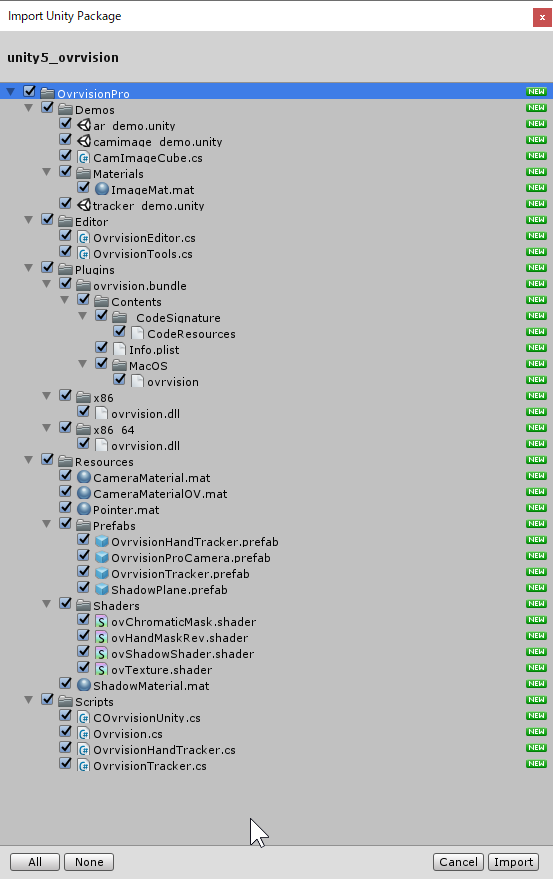 Import Unity Package
x
unity5_ovrvision
OvrvisionPro NEW
Demos NEW
ar_demo.unity NEW
camimage_demo.unity NEW
CamImageCube.cs NEW
Materials NEW
ImageMat.mat NEW
tracker_demo.unity NEW
Editor NEW
OvrvisionEditor.cs NEW
OvrvisionTools.cs NEW
Plugins NEW
ovrvision.bundle NEW
Contents NEW
_CodeSignature NEW
CodeResources NEW
Info.plist NEW
MacOS NEW
ovrvision NEW
x86 NEW
ovrvision.dll NEW
x86_64 NEW
ovrvision.dll NEW
Resources NEW
CameraMaterial.mat NEW
CameraMaterialOV.mat NEW
Pointer.mat NEW
Prefabs NEW
OvrvisionHandTracker.prefab NEW
OvrvisionProCamera.prefab NEW
OvrvisionTracker.prefab NEW
ShadowPlane.prefab NEW
Shaders NEW
ovChromaticMask.shader NEW
ovHandMaskRev.shader NEW
ovShadowShader.shader NEW
ovTexture.shader NEW
ShadowMaterial.mat NEW
Scripts NEW
COvrvisionUnity.cs NEW
Ovrvision.cs NEW
OvrvisionHandTracker.cs NEW
OvrvisionTracker.cs NEW
All None Cancel Import